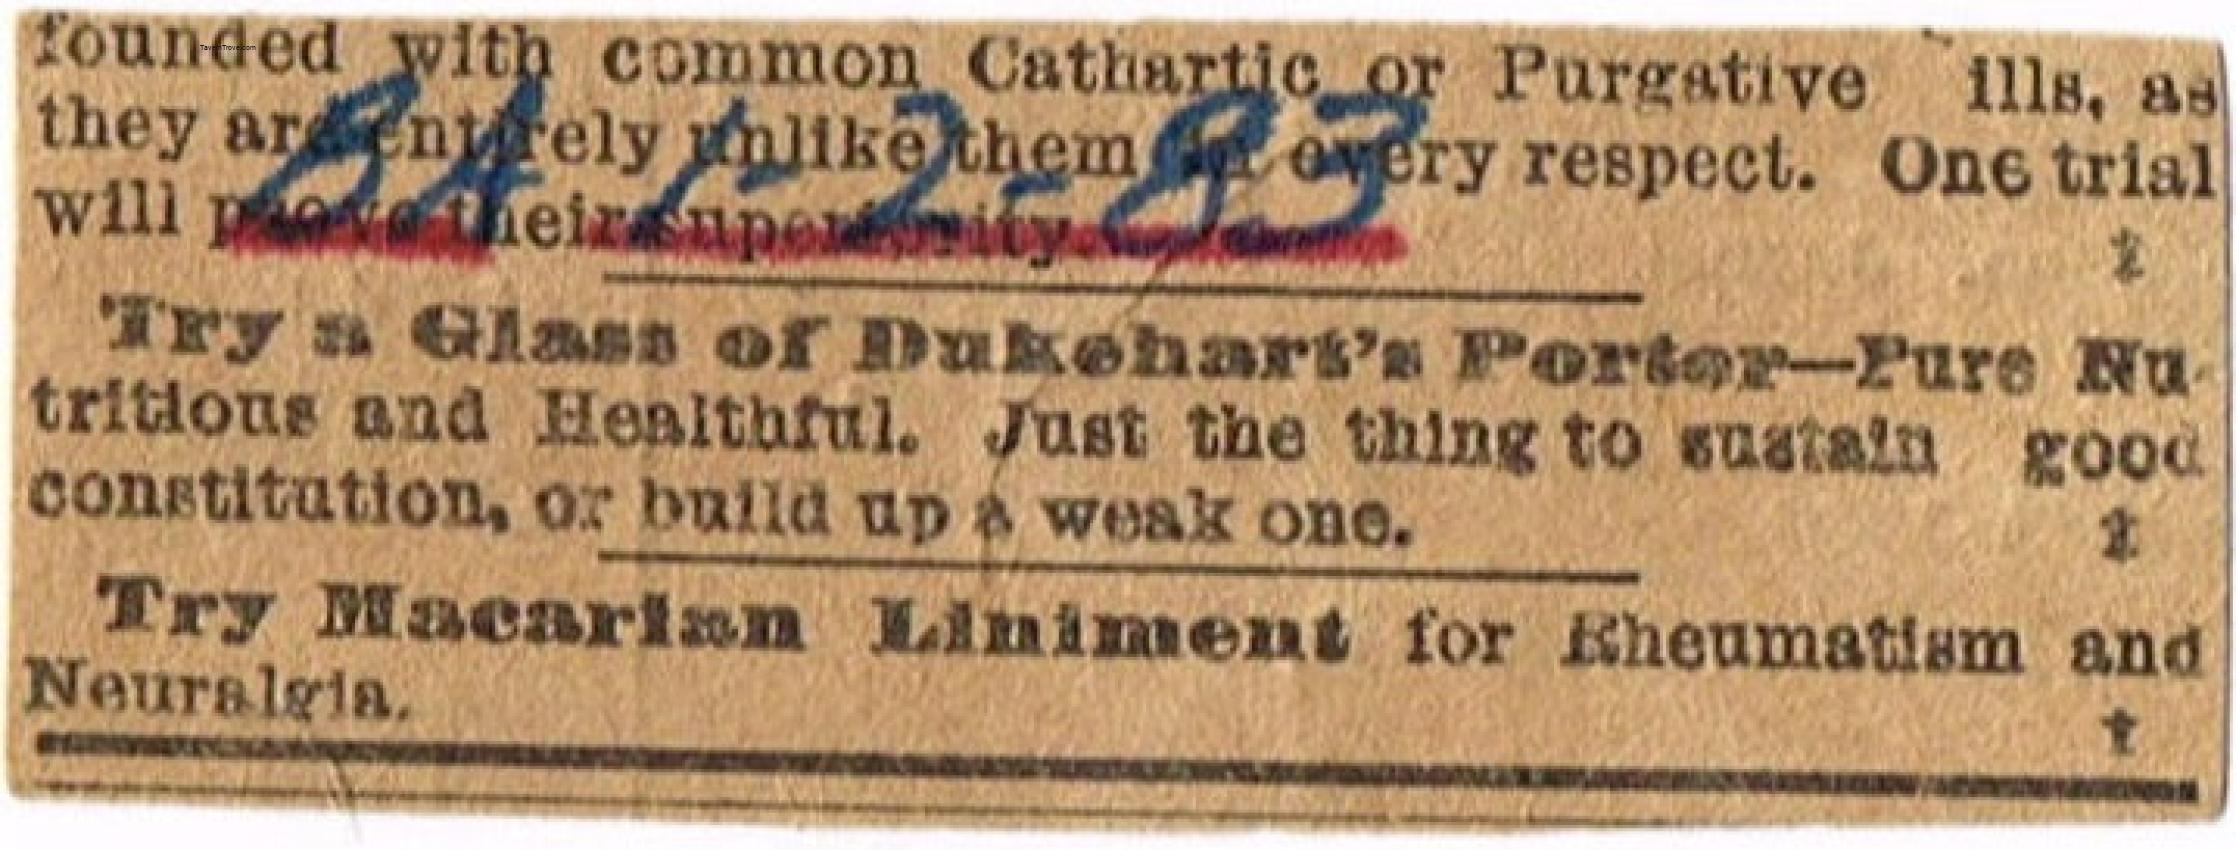 founded with common Cathartic or Purgative ills, as
TavernTrove.com
they are entirely unlike them in every respect. One trial
BA 1-2-83
will prove their superiority.
‡
Try a Glass of Dukehart's Porter—Pure Nu-
tritious and Healthful. Just the thing to sustain good
constitution, or build up a weak one.
‡
Try Macarian Liniment for Rheumatism and
Neuralgia.
†